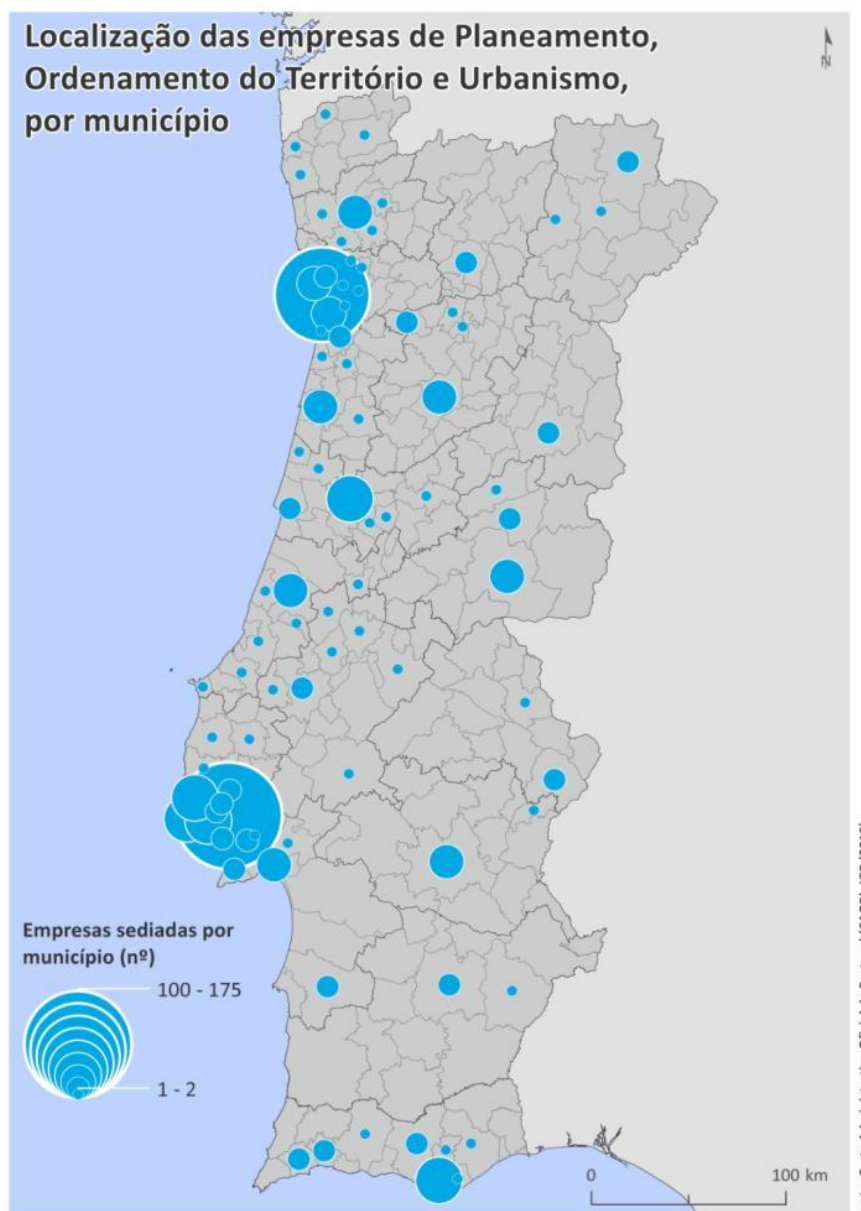 Localização das empresas de Planeamento,
Ordenamento do Território e Urbanismo,
por município
N
Empresas sediadas por
município (nº)
100 - 175
1 - 2
0
100 km